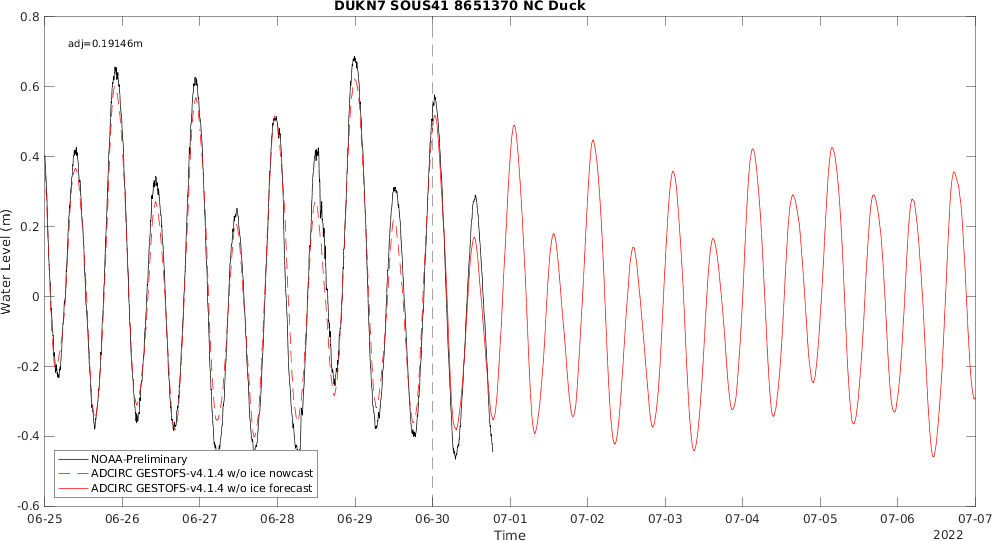 DUKN7 SOUS41 8651370 NC Duck
adj=0.19146m
0.8
0.6
0.4
0.2
0
-0.2
-0.4
-0.6
Water Level (m)
NOAA-Preliminary
ADCIRC GESTOFS-v4.1.4 w/o ice nowcast
ADCIRC GESTOFS-v4.1.4 w/o ice forecast
06-25 06-26 06-27 06-28 06-29 06-30 07-01 07-02 07-03 07-04 07-05 07-06 07-07
Time
2022